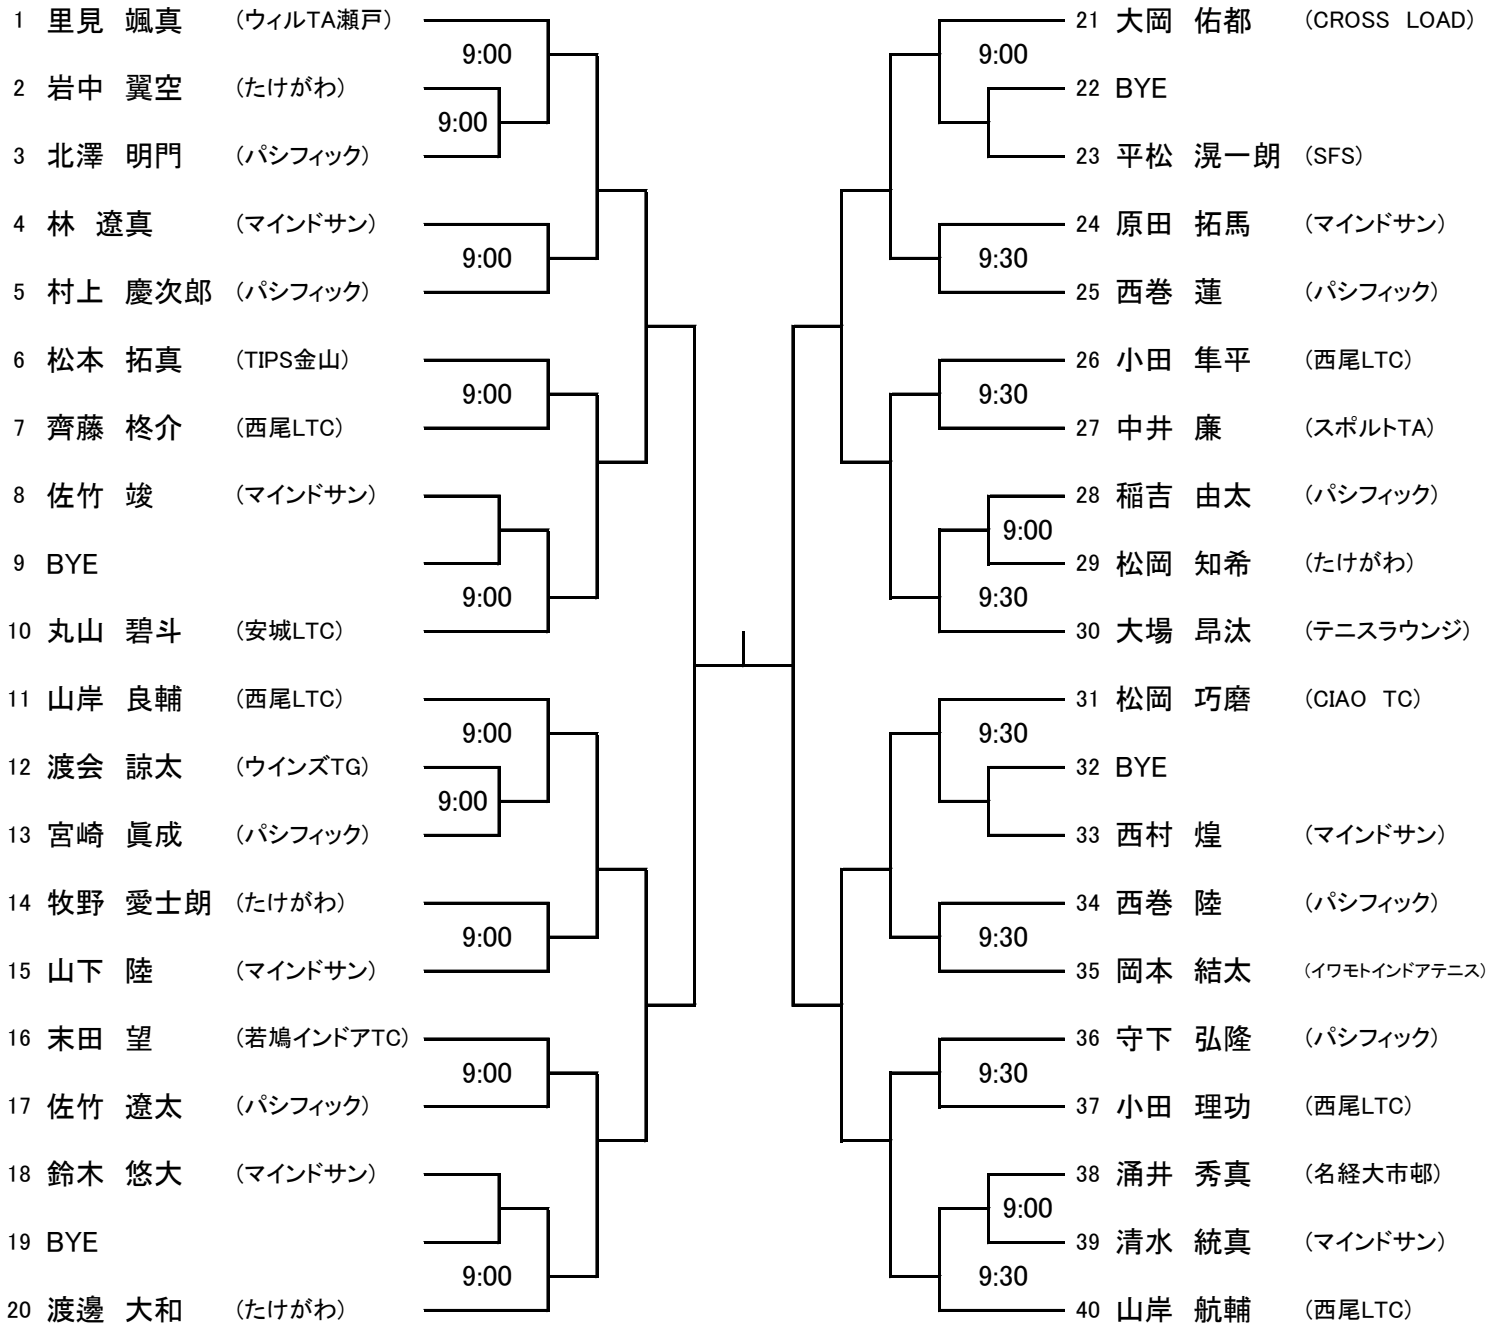 1 里見 颯真 (ウィルTA瀬戸)
9:00
2 岩中 翼空 (たけがわ)
9:00
3 北澤 明門 (パシフィック)
4 林 遼真 (マインドサン)
9:00
5 村上 慶次郎 (パシフィック)
6 松本 拓真 (TIPS金山)
9:00
7 齊藤 柊介 (西尾LTC)
8 佐竹 竣 (マインドサン)
9 BYE
9:00
10 丸山 碧斗 (安城LTC)
11 山岸 良輔 (西尾LTC)
9:00
12 渡会 諒太 (ウインズTG)
9:00
13 宮崎 眞成 (パシフィック)
14 牧野 愛士朗 (たけがわ)
9:00
15 山下 陸 (マインドサン)
16 末田 望 (若鳩インドアTC)
9:00
17 佐竹 遼太 (パシフィック)
18 鈴木 悠大 (マインドサン)
19 BYE
9:00
20 渡邊 大和 (たけがわ)
21 大岡 佑都 (CROSS LOAD)
9:00
22 BYE
23 平松 滉一朗 (SFS)
24 原田 拓馬 (マインドサン)
9:30
25 西巻 蓮 (パシフィック)
26 小田 隼平 (西尾LTC)
9:30
27 中井 廉 (スポルトTA)
28 稲吉 由太 (パシフィック)
9:00
29 松岡 知希 (たけがわ)
9:30
30 大場 昂汰 (テニスラウンジ)
31 松岡 巧磨 (CIAO TC)
9:30
32 BYE
33 西村 煌 (マインドサン)
34 西巻 陸 (パシフィック)
9:30
35 岡本 結太 (イワモトインドアテニス)
36 守下 弘隆 (パシフィック)
9:30
37 小田 理功 (西尾LTC)
38 涌井 秀真 (名経大市邨)
9:00
39 清水 統真 (マインドサン)
9:30
40 山岸 航輔 (西尾LTC)